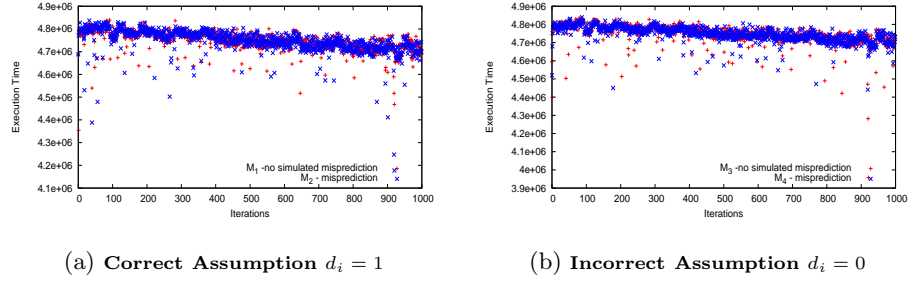 4.9e+06
4.8e+06
4.7e+06
4.6e+06
4.5e+06
4.4e+06
4.3e+06
4.2e+06
4.1e+06
Execution Time
0 100 200 300 400 500 600 700 800 900 1000
Iterations
M1 -no simulated misprediction
M2 - misprediction
(a) Correct Assumption di = 1
4.9e+06
4.8e+06
4.7e+06
4.6e+06
4.5e+06
4.4e+06
4.3e+06
4.2e+06
4.1e+06
4e+06
3.9e+06
Execution Time
0 100 200 300 400 500 600 700 800 900 1000
Iterations
M3 -no simulated misprediction
M4 - misprediction
(b) Incorrect Assumption di = 0